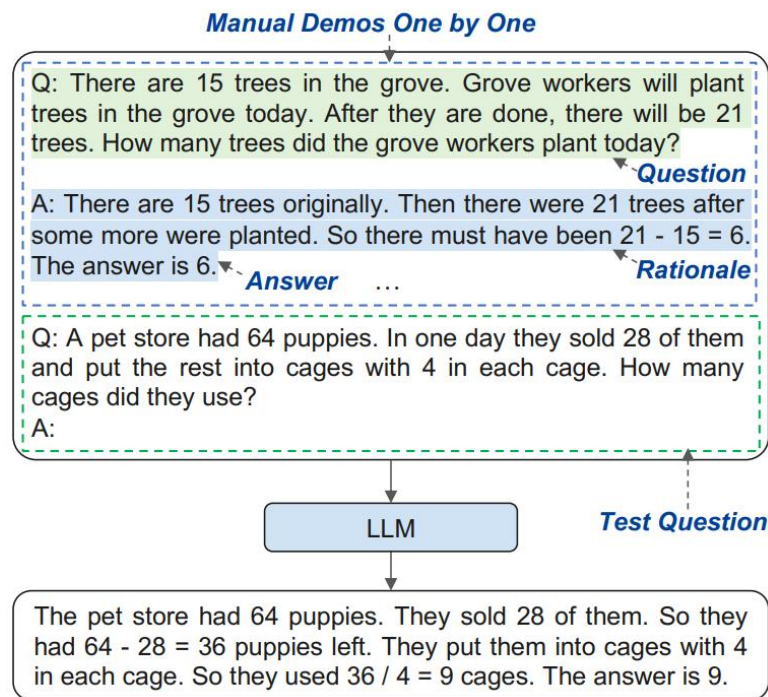 Manual Demos One by One
Q: There are 15 trees in the grove. Grove workers will plant
trees in the grove today. After they are done, there will be 21
trees. How many trees did the grove workers plant today?
Question
A: There are 15 trees originally. Then there were 21 trees after
some more were planted. So there must have been 21 - 15 = 6.
The answer is 6.
Answer
...
Rationale
Q: A pet store had 64 puppies. In one day they sold 28 of them
and put the rest into cages with 4 in each cage. How many
cages did they use?
A:
LLM
Test Question
The pet store had 64 puppies. They sold 28 of them. So they
had 64 - 28 = 36 puppies left. They put them into cages with 4
in each cage. So they used 36 / 4 = 9 cages. The answer is 9.